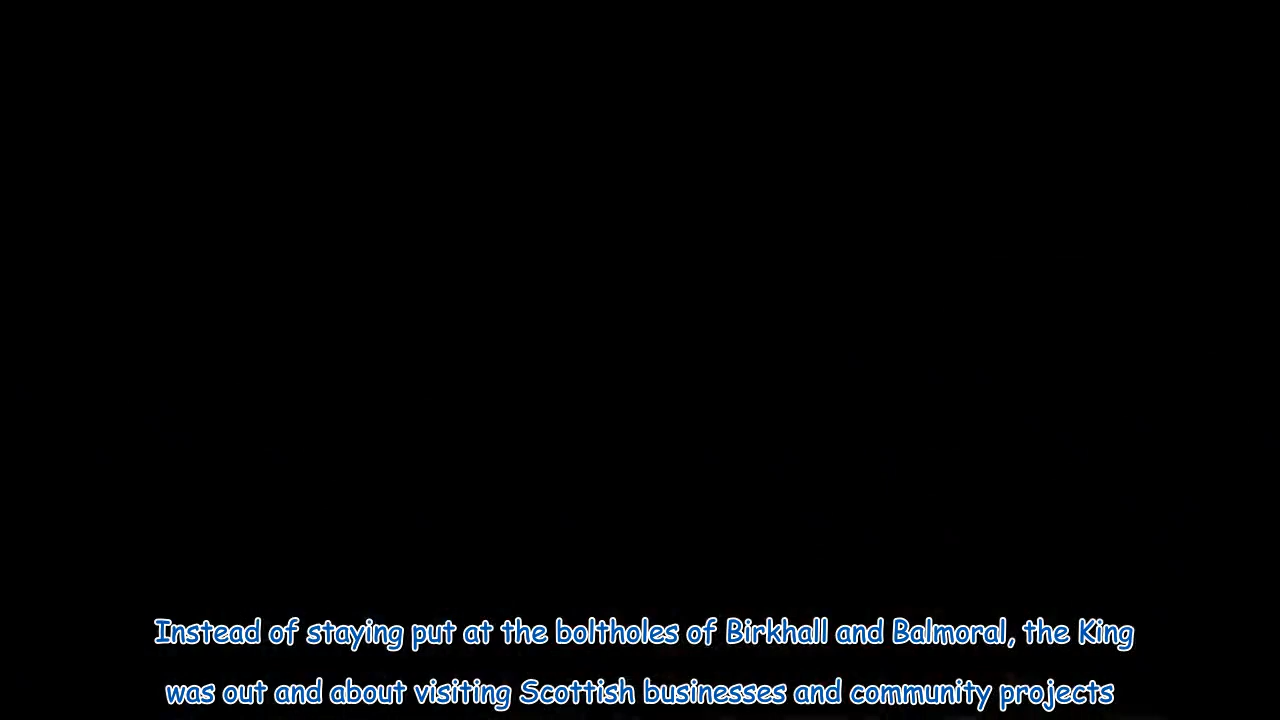 Instead of staying put at the boltholes of Birkhall and Balmoral, the King
was out and about visiting Scottish businesses and community projects